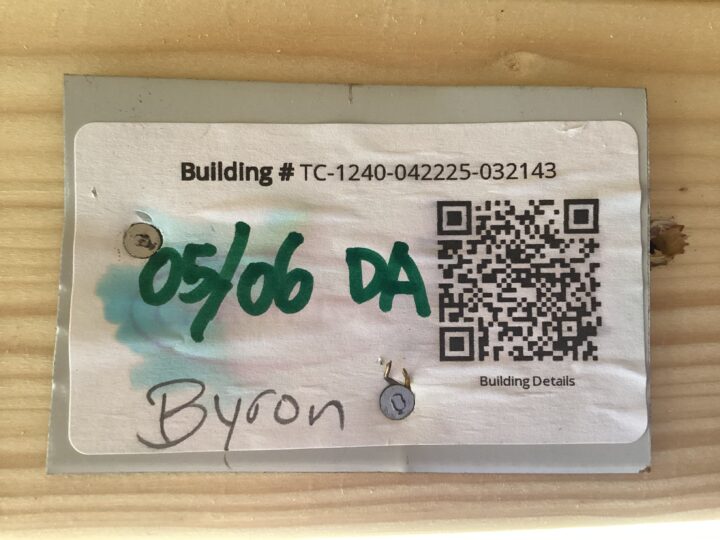 Building # TC-1240-042225-032143
05/06 DA
Building Details
Byron